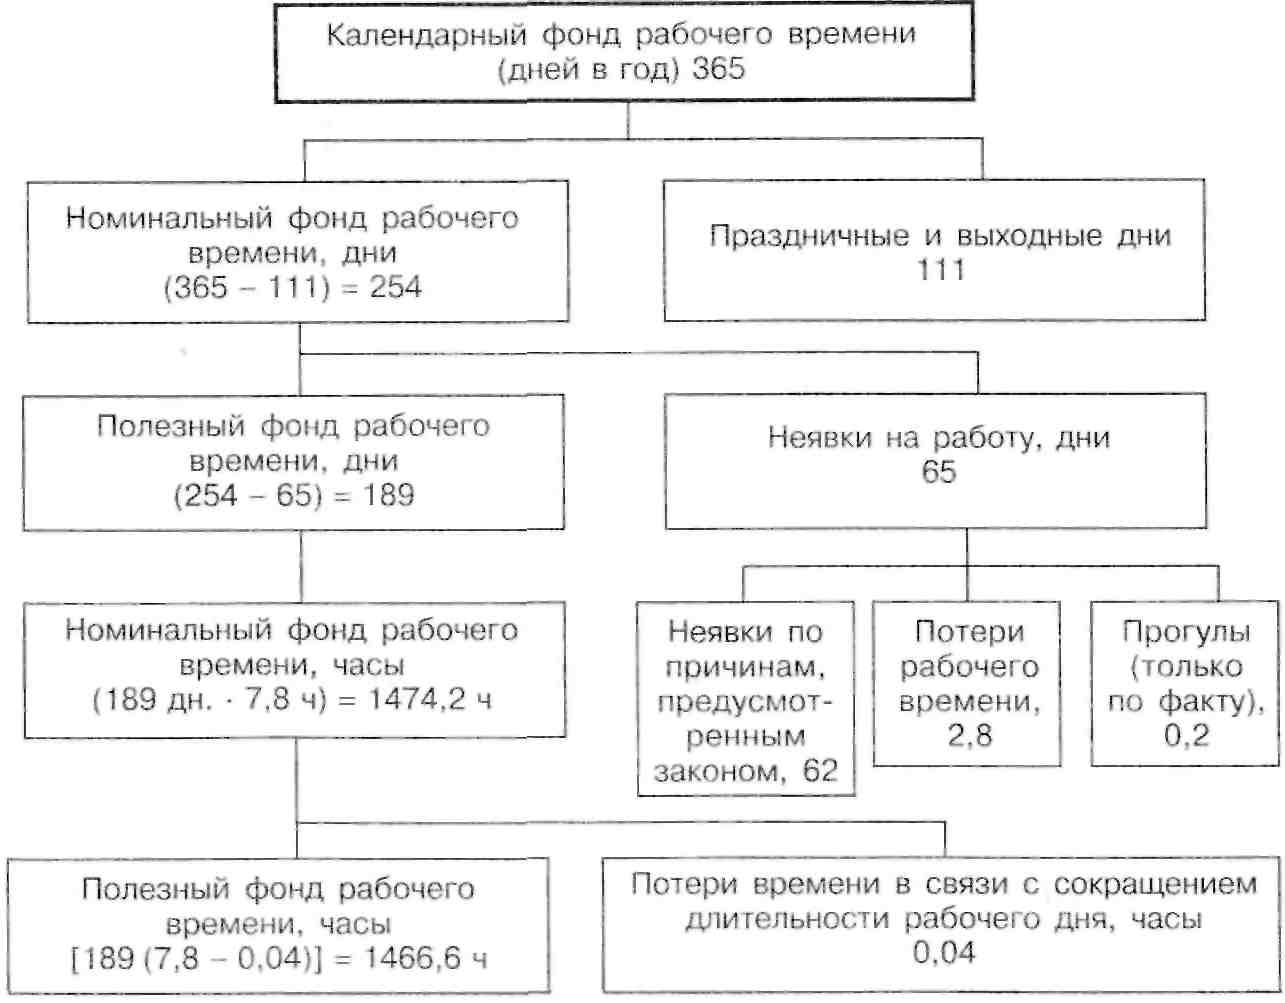 Календарный фонд рабочего времени
(дней в год) 365
Номинальный фонд рабочего
времени, дни
(365 – 111) = 254
Праздничные и выходные дни
111
Полезный фонд рабочего
времени, дни
(254 – 65) = 189
Неявки на работу, дни
65
Номинальный фонд рабочего
времени, часы
(189 дн. · 7,8 ч) = 1474,2 ч
Неявки по
причинам,
предусмот-
ренным
законом, 62
Потери
рабочего
времени,
2,8
Прогулы
(только
по факту),
0,2
Полезный фонд рабочего
времени, часы
[189 (7,8 – 0,04)] = 1466,6 ч
Потери времени в связи с сокращением
длительности рабочего дня, часы
0,04